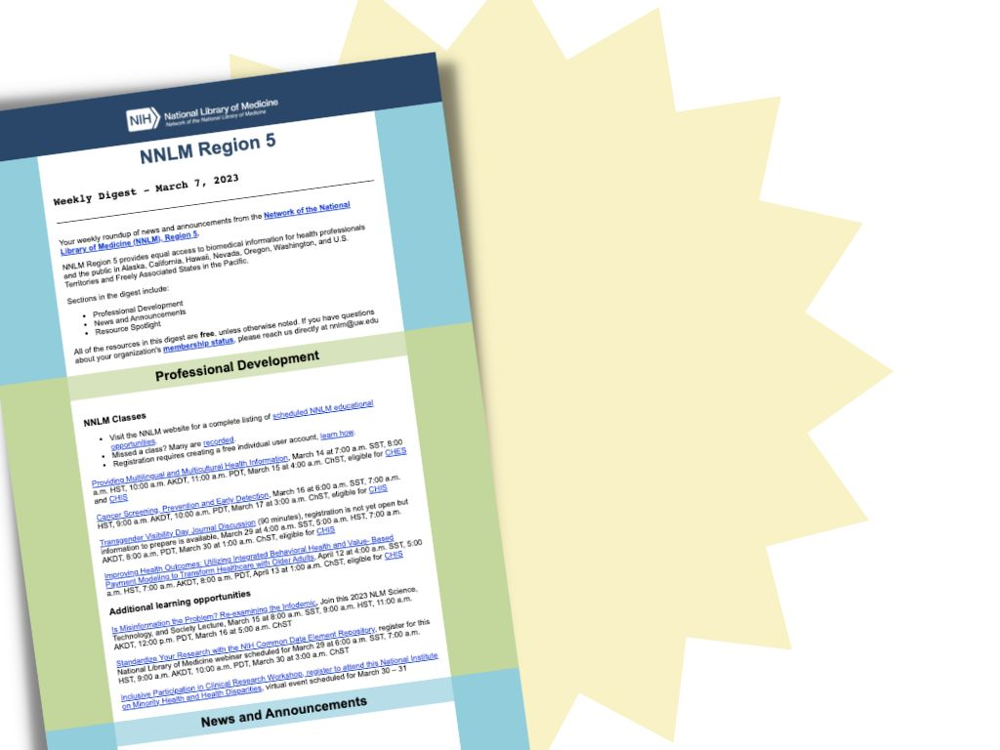 NIH National Library of Medicine
Network of the National Library of Medicine
NNLM Region 5
Weekly Digest – March 7, 2023
Your weekly roundup of news and announcements from the Network of the National
Library of Medicine (NNLM), Region 5.
NNLM Region 5 provides equal access to biomedical information for health professionals
and the public in Alaska, California, Hawaii, Nevada, Oregon, Washington, and U.S.
Territories and Freely Associated States in the Pacific.
Sections in the digest include:
• Professional Development
• News and Announcements
• Resource Spotlight
All of the resources in this digest are free, unless otherwise noted. If you have questions
about your organization's membership status, please reach us directly at nnlm@uw.edu
Professional Development
NNLM Classes
• Visit the NNLM website for a complete listing of scheduled NNLM educational
opportunities.
• Missed a class? Many are recorded.
• Registration requires creating a free individual user account, learn how.
Providing Multilingual and Multicultural Health Information, March 14 at 7:00 a.m. SST, 8:00
a.m. HST, 10:00 a.m. AKDT, 11:00 a.m. PDT, March 15 at 4:00 a.m. ChST, eligible for CHES
and CHIS
Cancer Screening, Prevention and Early Detection, March 16 at 6:00 a.m. SST, 7:00 a.m.
HST, 9:00 a.m. AKDT, 10:00 a.m. PDT, March 17 at 3:00 a.m. ChST, eligible for CHIS
Transgender Visibility Day Journal Discussion (90 minutes), registration is not yet open but
information to prepare is available, March 29 at 4:00 a.m. SST, 5:00 a.m. HST, 7:00 a.m.
AKDT, 8:00 a.m. PDT, March 30 at 1:00 a.m. ChST, eligible for CHIS
Improving Health Outcomes: Utilizing Integrated Behavioral Health and Value- Based
Payment Modeling to Transform Healthcare with Older Adults, April 12 at 4:00 a.m. SST, 5:00
a.m. HST, 7:00 a.m. AKDT, 8:00 a.m. PDT, April 13 at 1:00 a.m. ChST, eligible for CHIS
Additional learning opportunities
Is Misinformation the Problem? Re-examining the Infodemic, Join this 2023 NLM Science,
Technology, and Society Lecture, March 15 at 8:00 a.m. SST, 9:00 a.m. HST, 11:00 a.m.
AKDT, 12:00 p.m. PDT, March 16 at 5:00 a.m. ChST
Standardize Your Research with the NIH Common Data Element Repository, register for this
National Library of Medicine webinar scheduled for March 29 at 6:00 a.m. SST, 7:00 a.m.
HST, 9:00 a.m. AKDT, 10:00 a.m. PDT, March 30 at 3:00 a.m. ChST
Inclusive Participation in Clinical Research Workshop, register to attend this National Institute
on Minority Health and Health Disparities, virtual event scheduled for March 30 – 31
News and Announcements